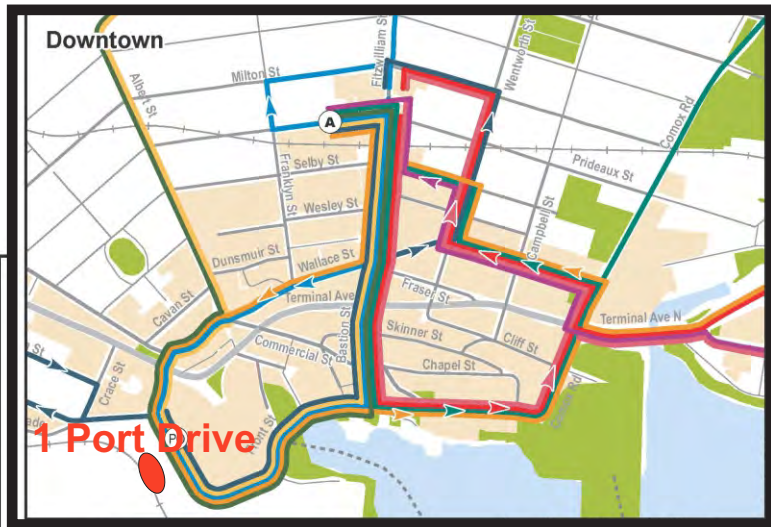 Downtown
Milton St
Fitzwilliam St
Wentworth St
Comox Rd
Albert St
A
Selby St
Prideaux St
Franklyn St
Wesley St
Campbell St
Dunsmuir St
Wallace St
Cavan St
Terminal Ave
Fraser St
Terminal Ave N
Bastion St
Skinner St
Cliff St
Commercial St
Chapel St
Crace St
St
1 Port Drive
P